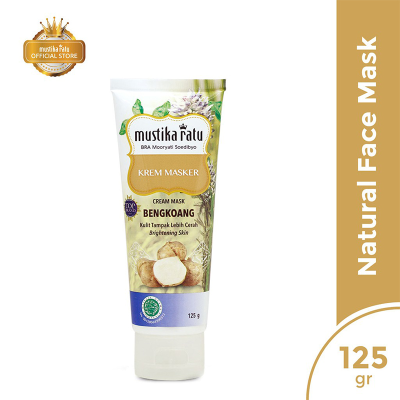 mustika ratu
OFFICIAL STORE
mustika ratu
BRA Mooryati Soedibyo
KREM MASKER
CREAM MASK
BENGKOANG
Kulit Tampak Lebih Cerah
Brightening Skin
TOP
125 g
Natural Face Mask
125
gr